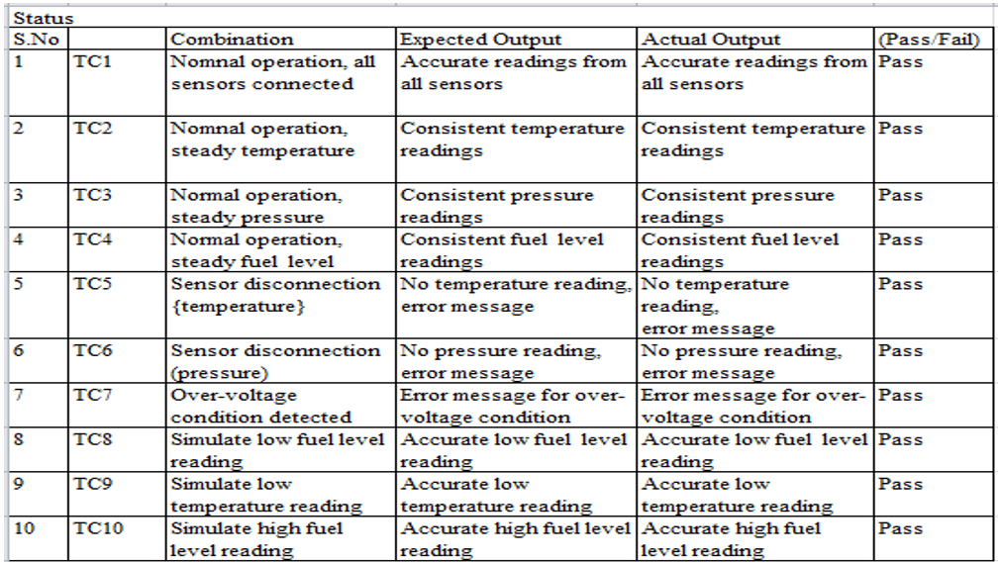 Status
S.No Combination Expected Output Actual Output (Pass/Fail)
1 TC1 Nomnal operation, all Accurate readings from Accurate readings from Pass
sensors connected all sensors all sensors
2 TC2 Nomnal operation, Consistent temperature Consistent temperature Pass
steady temperature readings readings
3 TC3 Normal operation, Consistent pressure Consistent pressure Pass
steady pressure readings readings
4 TC4 Normal operation, Consistent fuel level Consistent fuel level Pass
steady fuel level readings readings
5 TC5 Sensor disconnection No temperature reading, No temperature Pass
{temperature} error message reading,
error message
6 TC6 Sensor disconnection No pressure reading, No pressure reading, Pass
(pressure) error message error message
7 TC7 Over-voltage Error message for over- Error message for over- Pass
condition detected voltage condition voltage condition
8 TC8 Simulate low fuel level Accurate low fuel level Accurate low fuel level Pass
reading reading reading
9 TC9 Simulate low Accurate low Accurate low Pass
temperature reading temperature reading temperature reading
10 TC10 Simulate high fuel Accurate high fuel level Accurate high fuel Pass
level reading reading level reading